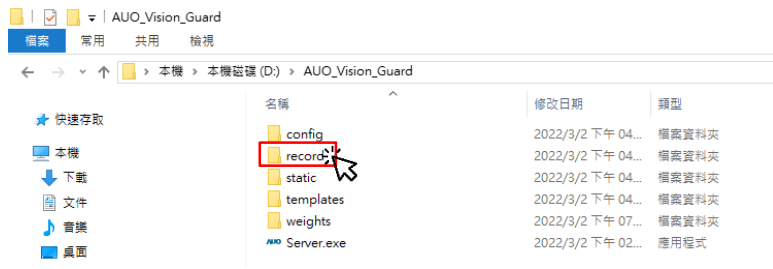 AUO_Vision_Guard
檔案 常用 共用 檢視
本機 > 本機磁碟 (D:) > AUO_Vision_Guard
名稱 修改日期 類型
快速存取
config 2022/3/2 下午 04... 檔案資料夾
本機 record 2022/3/2 下午 04... 檔案資料夾
下載 static 2022/3/2 下午 04... 檔案資料夾
文件 templates 2022/3/2 下午 04... 檔案資料夾
音樂 weights 2022/3/2 下午 07... 檔案資料夾
桌面 AUO Server.exe 2022/3/2 下午 02... 應用程式